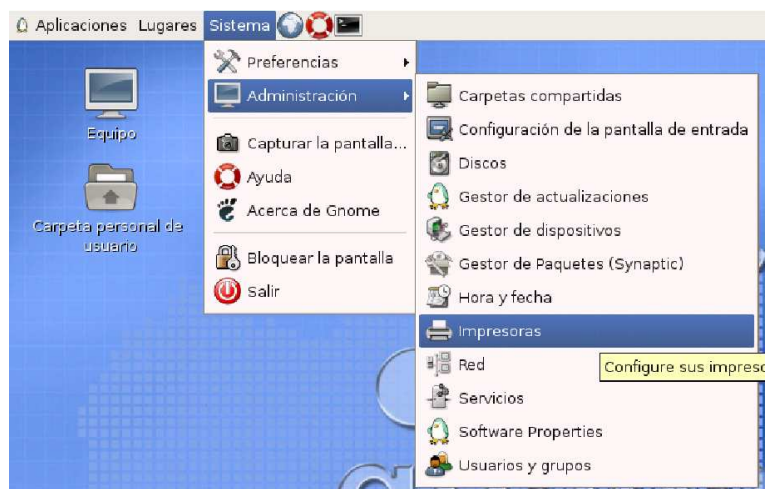 Aplicaciones Lugares Sistema
Preferencias
Administración
Capturar la pantalla...
Ayuda
Acerca de Gnome
Bloquear la pantalla
Salir
Carpetas compartidas
Configuración de la pantalla de entrada
Discos
Gestor de actualizaciones
Gestor de dispositivos
Gestor de Paquetes (Synaptic)
Hora y fecha
Impresoras
Red
Configure sus impreso
Servicios
Software Properties
Usuarios y grupos
Equipo
Carpeta personal de
usuario